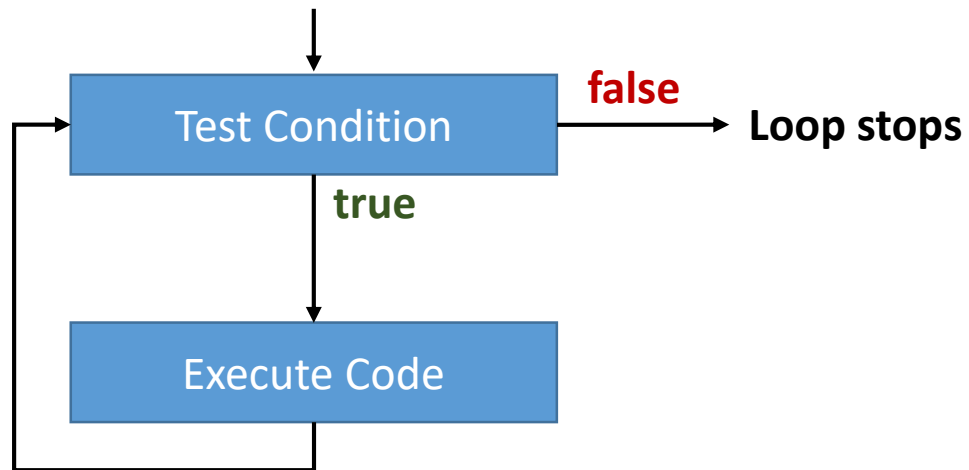 false
Test Condition
Loop stops
true
Execute Code